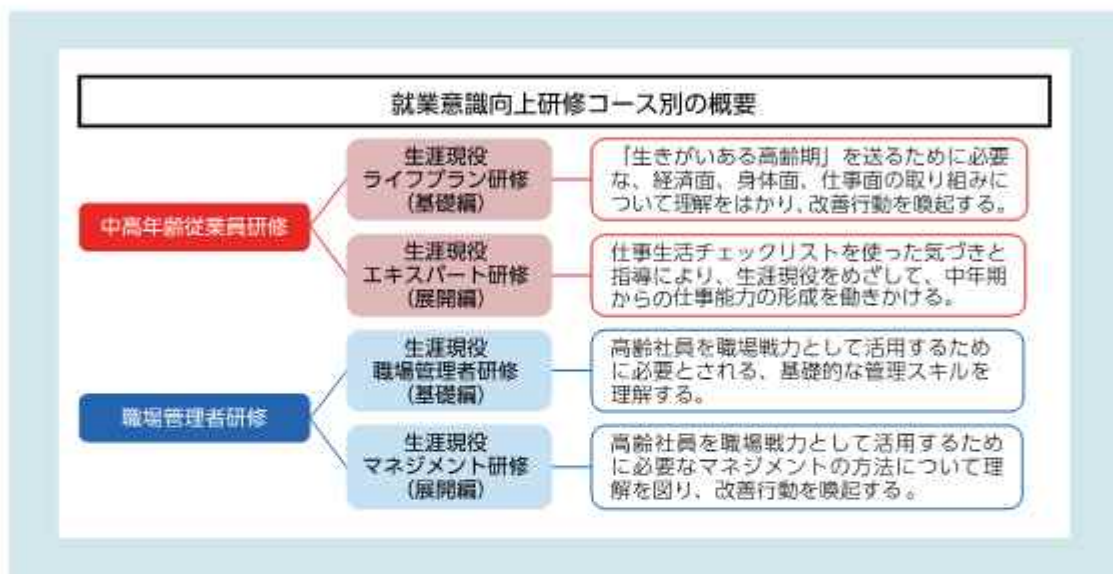 就業意識向上研修コース別の概要
中高年齢従業員研修
生涯現役
ライフプラン研修
(基礎編)
「生きがいある高齢期」を送るために必要
な、経済面、身体面、仕事面の取り組みに
ついて理解をはかり、改善行動を喚起する。
生涯現役
エキスパート研修
(展開編)
仕事生活チェックリストを使った気づきと
指導により、生涯現役をめざして、中年期
からの仕事能力の形成を働きかける。
職場管理者研修
生涯現役
職場管理者研修
(基礎編)
高齢社員を職場戦力として活用するため
に必要とされる、基礎的な管理スキルを
理解する。
生涯現役
マネジメント研修
(展開編)
高齢社員を職場戦力として活用するため
に必要なマネジメントの方法について理
解を図り、改善行動を喚起する。